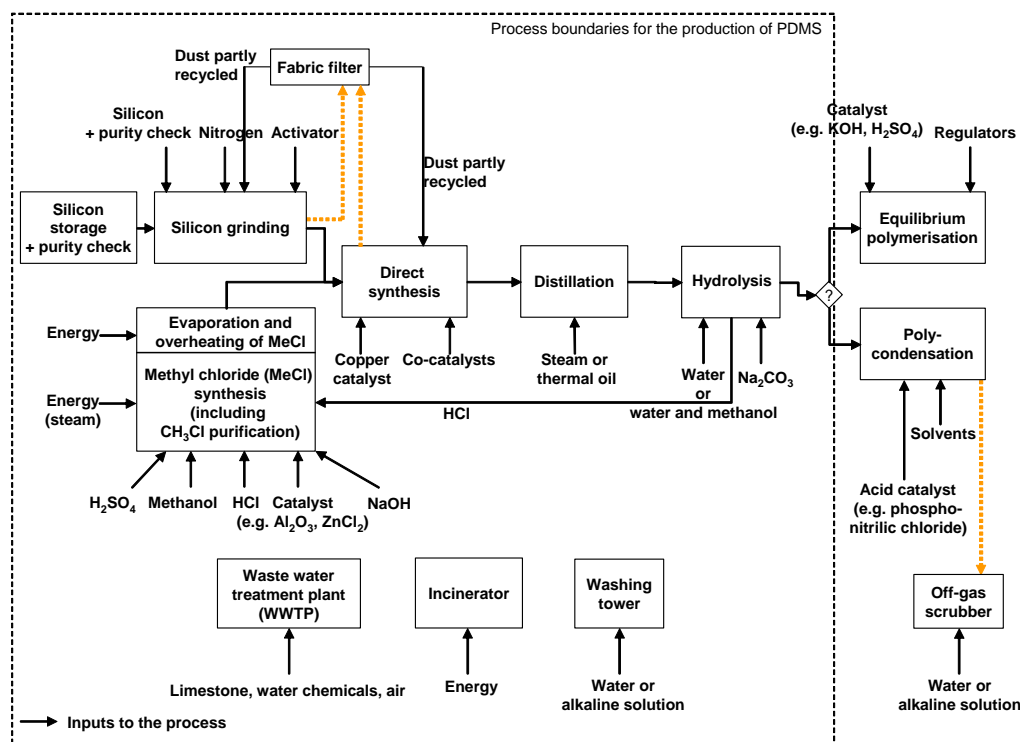 Process boundaries for the production of PDMS
Dust partly
recycled
Fabric filter
Silicon
+ purity check
Nitrogen
Activator
Dust partly
recycled
Catalyst
(e.g. KOH, H₂SO₄)
Regulators
Silicon
storage
+ purity check
Silicon grinding
Direct
synthesis
Distillation
Hydrolysis
?
Equilibrium
polymerisation
Energy
Evaporation and
overheating of MeCl
Copper
catalyst
Co-catalysts
Steam or
thermal oil
Water
or
water and methanol
Na₂CO₃
Poly-
condensation
Energy
(steam)
Methyl chloride (MeCl)
synthesis
(including
CH₃Cl purification)
HCl
Solvents
H₂SO₄
Methanol
HCl
Catalyst
(e.g. Al₂O₃, ZnCl₂)
NaOH
Acid catalyst
(e.g. phospho-
nitrilic chloride)
Waste water
treatment plant
(WWTP)
Incinerator
Washing
tower
Off-gas
scrubber
Limestone, water chemicals, air
Energy
Water or
alkaline solution
Water or
alkaline solution
Inputs to the process